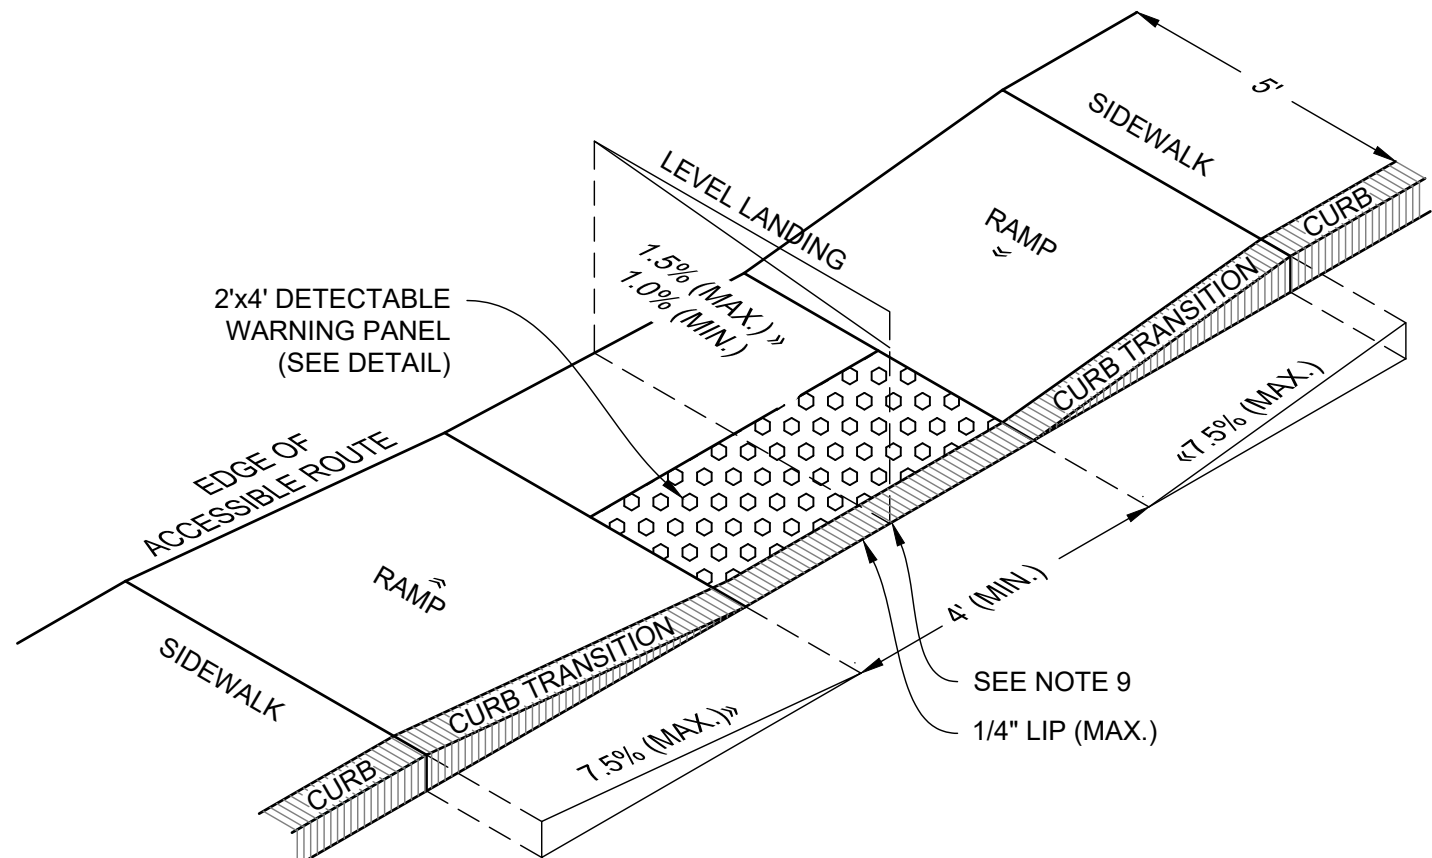 5'
SIDEWALK
CURB
LEVEL LANDING
RAMP
»
1.5% (MAX.) »
1.0% (MIN.)
2'x4' DETECTABLE
WARNING PANEL
(SEE DETAIL)
CURB TRANSITION
«7.5% (MAX.)
EDGE OF
ACCESSIBLE ROUTE
RAMP
»
4' (MIN.)
SIDEWALK
CURB TRANSITION
SEE NOTE 9
1/4" LIP (MAX.)
7.5% (MAX.)»
CURB